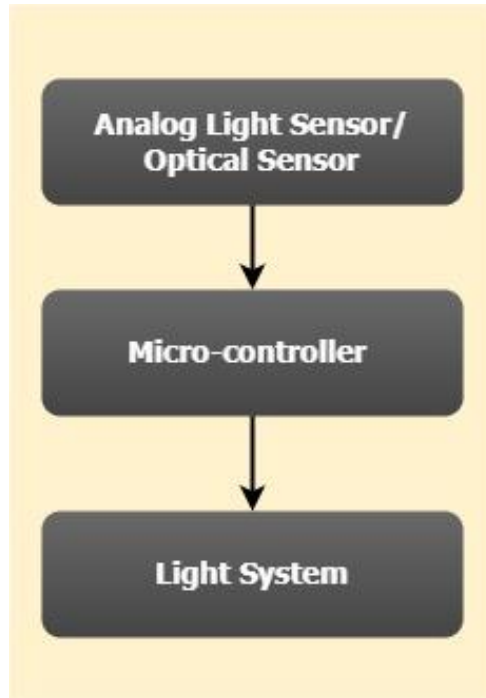 Analog Light Sensor/
Optical Sensor
Micro-controller
Light System